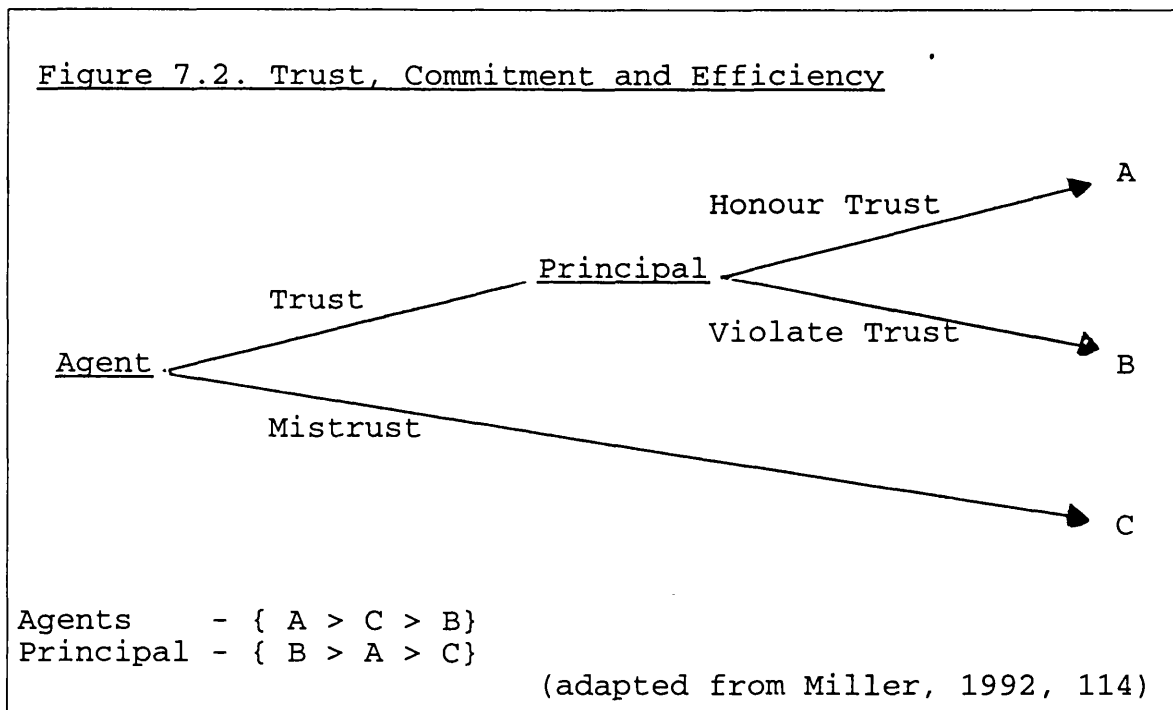 Figure 7.2. Trust, Commitment and Efficiency
A
Honour Trust
Principal
Trust
Violate Trust
Agent
B
Mistrust
C
Agents - { A > C > B}
Principal - { B > A > C}
(adapted from Miller, 1992, 114)